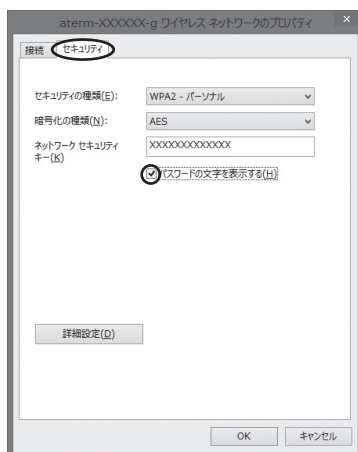 aterm-XXXXXX-g ワイヤレス ネットワークのプロパティ ×
接続 セキュリティ
セキュリティの種類(E): WPA2 - パーソナル
暗号化の種類(N): AES
ネットワーク セキュリティ XXXXXXXXXXXXX
キー(K)
パスワードの文字を表示する(H)
詳細設定(D)
OK キャンセル